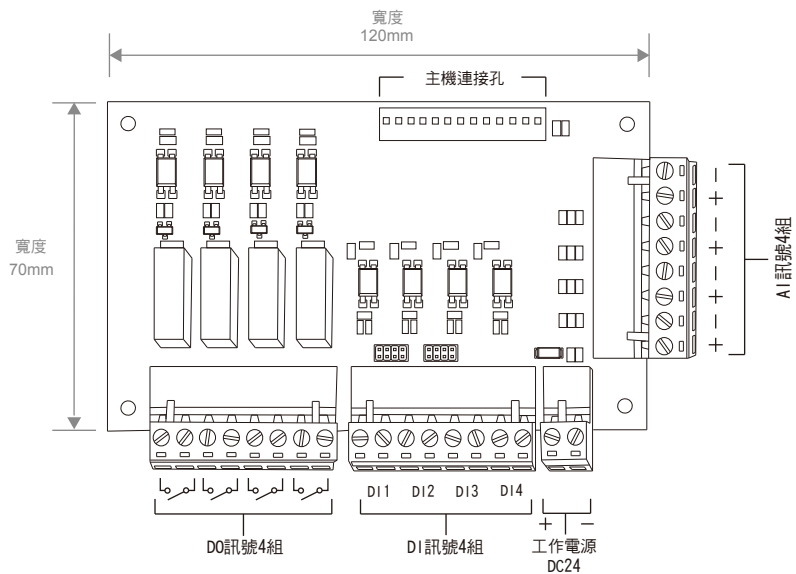 寬度
120mm
主機連接孔
寬度
70mm
−
+
−
+
−
+
−
+
AI訊號4組
DI1 DI2 DI3 DI4
DO訊號4組
DI訊號4組
+ −
工作電源
DC24